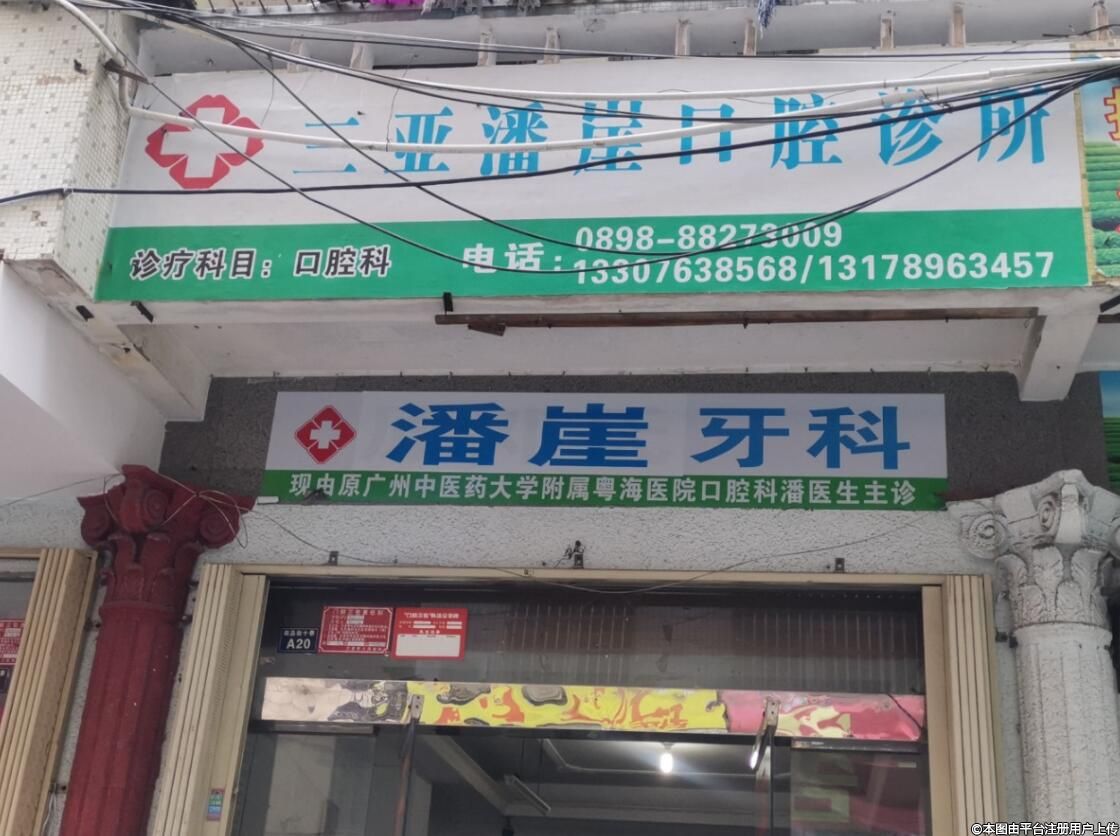 三亚潘崖口腔诊所
诊疗科目：口腔科
电话：0898-88273009
13307638568/13178963457
潘崖 牙科
现由原广州中医药大学附属粤海医院口腔科潘医生主诊
A20
©本图由平台注册用户上传